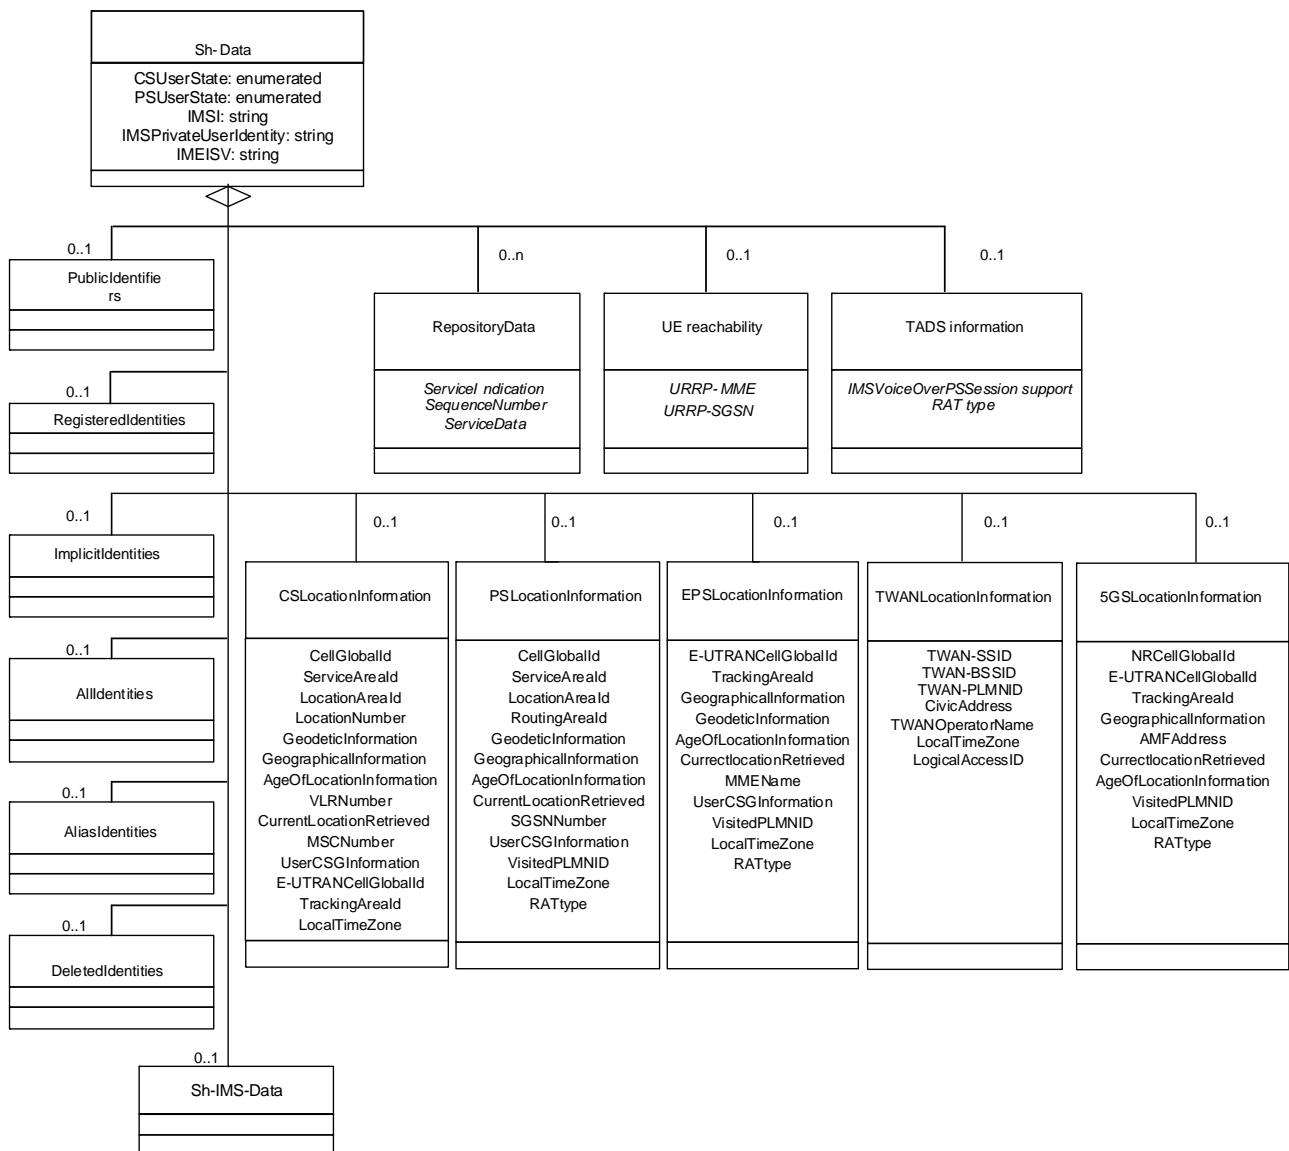 Sh-Data
CSUserState: enumerated
PSUserState: enumerated
IMSI: string
IMSPrivateUserIdentity: string
IMEISV: string
0..1
PublicIdentifie
rs
0..n
RepositoryData
ServiceI ndication
SequenceNumber
ServiceData
0..1
UE reachability
URRP-MME
URRP-SGSN
0..1
TADS information
IMSVoiceOverPSSession support
RAT type
0..1
RegisteredIdentities
0..1
ImplicitIdentities
0..1
AllIdentities
0..1
AliasIdentities
0..1
DeletedIdentities
0..1
CSLocationInformation
CellGlobalId
ServiceAreaId
LocationAreaId
LocationNumber
GeodeticInformation
GeographicalInformation
AgeOfLocationInformation
VLRNumber
CurrentLocationRetrieved
MSCNumber
UserCSGInformation
E-UTRANCellGlobalId
TrackingAreaId
LocalTimeZone
0..1
PSLocationInformation
CellGlobalId
ServiceAreaId
LocationAreaId
RoutingAreaId
GeodeticInformation
GeographicalInformation
AgeOfLocationInformation
CurrentLocationRetrieved
SGSNNumber
UserCSGInformation
VisitedPLMNID
LocalTimeZone
RATtype
0..1
EPSLocationInformation
E-UTRANCellGlobalId
TrackingAreaId
GeographicalInformation
GeodeticInformation
AgeOfLocationInformation
CurrectlocationRetrieved
MMEName
UserCSGInformation
VisitedPLMNID
LocalTimeZone
RATtype
0..1
TWANLocationInformation
TWAN-SSID
TWAN-BSSID
TWAN-PLMNID
CivicAddress
TWANOperatorName
LocalTimeZone
LogicalAccessID
0..1
5GSLocationInformation
NRCellGlobalId
E-UTRANCellGlobalId
TrackingAreaId
GeographicalInformation
AMFAddress
CurrectlocationRetrieved
AgeOfLocationInformation
VisitedPLMNID
LocalTimeZone
RATtype
0..1
Sh-IMS-Data